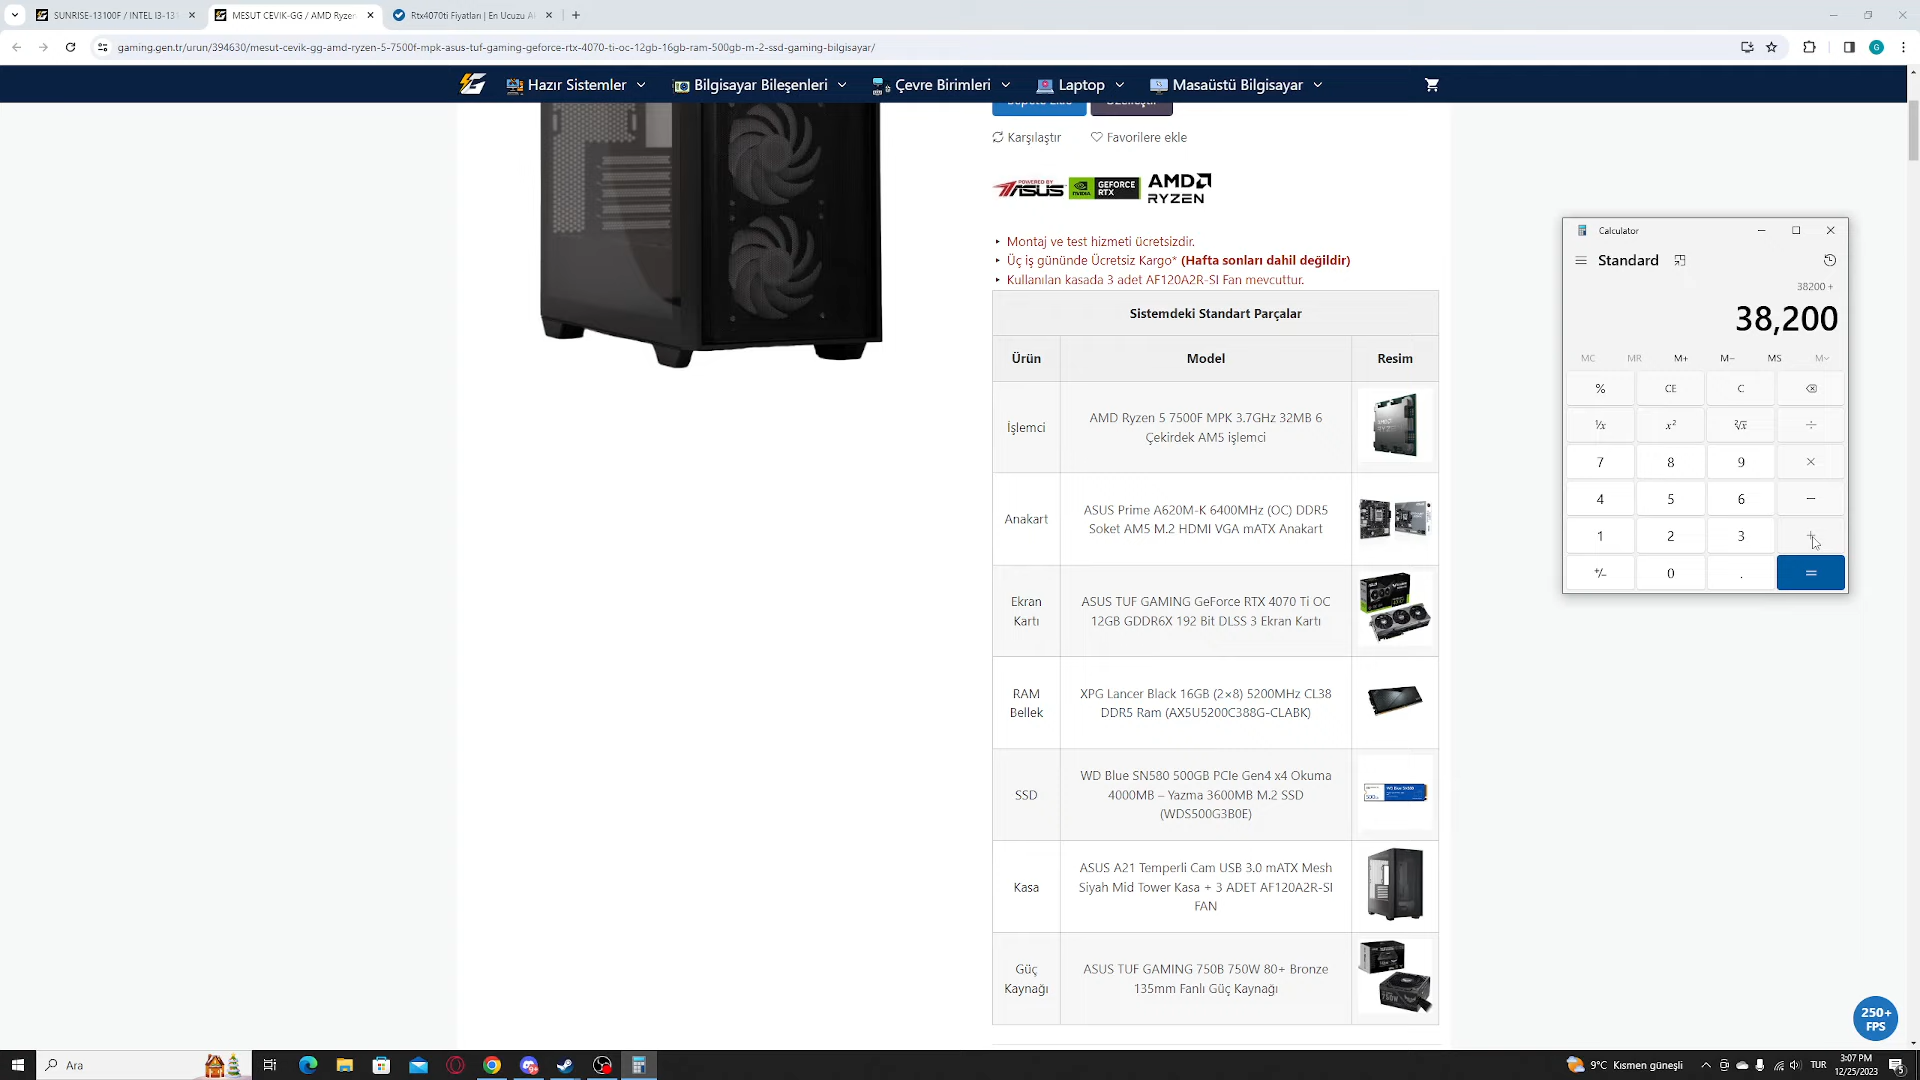 SUNRISE-13100F / INTEL I3-131
MESUT CEVIK-GG / AMD Ryzen
Rtx4070ti Fiyatları | En Ucuzu A
gaming.gen.tr/urun/394630/mesut-cevik-gg-amd-ryzen-5-7500f-mpk-asus-tuf-gaming-geforce-rtx-4070-ti-oc-12gb-16gb-ram-500gb-m-2-ssd-gaming-bilgisayar/
G
Hazır Sistemler
Bilgisayar Bileşenleri
Çevre Birimleri
Laptop
Masaüstü Bilgisayar
Karşılaştır
Favorilere ekle
POWERED BY
ASUS
GEFORCE
RTX
AMD
RYZEN
Montaj ve test hizmeti ücretsizdir.
Üç iş gününde Ücretsiz Kargo* (Hafta sonları dahil değildir)
Kullanılan kasada 3 adet AF120A2R-SI Fan mevcuttur.
Sistemdeki Standart Parçalar
Ürün Model Resim
İşlemci
AMD Ryzen 5 7500F MPK 3.7GHz 32MB 6
Çekirdek AM5 işlemci
Anakart
ASUS Prime A620M-K 6400MHz (OC) DDR5
Soket AM5 M.2 HDMI VGA mATX Anakart
Ekran
Kartı
ASUS TUF GAMING GeForce RTX 4070 Ti OC
12GB GDDR6X 192 Bit DLSS 3 Ekran Kartı
RAM
Bellek
XPG Lancer Black 16GB (2×8) 5200MHz CL38
DDR5 Ram (AX5U5200C388G-CLABK)
SSD
WD Blue SN580 500GB PCIe Gen4 x4 Okuma
4000MB – Yazma 3600MB M.2 SSD
(WDS500G3B0E)
Kasa
ASUS A21 Temperli Cam USB 3.0 mATX Mesh
Siyah Mid Tower Kasa + 3 ADET AF120A2R-SI
FAN
Güç
Kaynağı
ASUS TUF GAMING 750B 750W 80+ Bronze
135mm Fanlı Güç Kaynağı
Calculator
Standard
38200 +
38,200
MC MR M+ M− MS M
% CE C
¹/x x² ²√x ÷
7 8 9 ×
4 5 6 −
1 2 3 +
+/− 0 . =
250+
FPS
Ara
9°C Kısmen güneşli
TUR
3:07 PM
12/25/2023
5